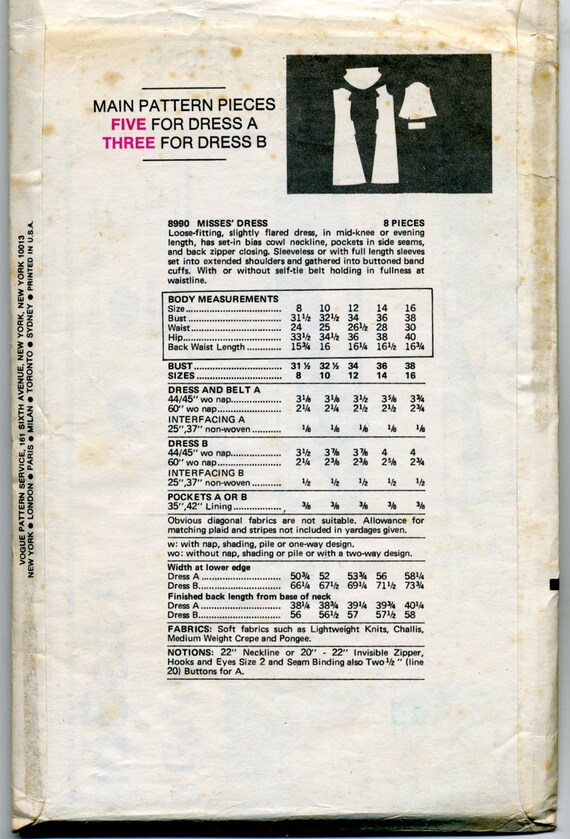 MAIN PATTERN PIECES
FIVE FOR DRESS A
THREE FOR DRESS B
8990 MISSES' DRESS 8 PIECES
Loose-fitting, slightly flared dress, in mid-knee or evening
length, has set-in bias cowl neckline, pockets in side seams,
and back zipper closing. Sleeveless or with full length sleeves
set into extended shoulders and gathered into buttoned band
cuffs. With or without self-tie belt holding in fullness at
waistline.
BODY MEASUREMENTS
Size 8 10 12 14 16
Bust 31½ 32½ 34 36 38
Waist 24 25 26½ 28 30
Hip 33½ 34½ 36 38 40
Back Waist Length 15¾ 16 16¼ 16½ 16¾
BUST 31½ 32½ 34 36 38
SIZES 8 10 12 14 16
DRESS AND BELT A
44/45" wo nap 3⅛ 3⅛ 3½ 3⅝ 3¾
60" wo nap 2¼ 2¼ 2½ 2½ 2¾
INTERFACING A
25",37" non-woven ⅛ ⅛ ⅛ ⅛ ⅛
DRESS B
44/45" wo nap 3½ 3⅞ 3⅞ 4 4
60" wo nap 2¼ 2⅜ 2⅜ 2⅝ 2¾
INTERFACING B
25",37" non-woven ½ ½ ½ ½ ½
POCKETS A OR B
35",42" Lining ⅜ ⅜ ⅜ ⅜ ⅜
Obvious diagonal fabrics are not suitable. Allowance for
matching plaid and stripes not included in yardages given.
w: with nap, shading, pile or one-way design.
wo: without nap, shading or pile or with a two-way design.
Width at lower edge
Dress A 50¾ 52 53¾ 56 58¼
Dress B 66¼ 67½ 69¼ 71½ 73¾
Finished back length from base of neck
Dress A 38¼ 38¾ 39¼ 39¾ 40¼
Dress B 56 56½ 57 57½ 58
FABRICS: Soft fabrics such as Lightweight Knits, Challis,
Medium Weight Crepe and Pongee.
NOTIONS: 22" Neckline or 20" - 22" Invisible Zipper,
Hooks and Eyes Size 2 and Seam Binding also Two ½" (line
20) Buttons for A.
VOGUE PATTERN SERVICE, 161 SIXTH AVENUE, NEW YORK, NEW YORK 10013
NEW YORK ● LONDON ● PARIS ● MILAN ● TORONTO ● SYDNEY ● PRINTED IN U.S.A.